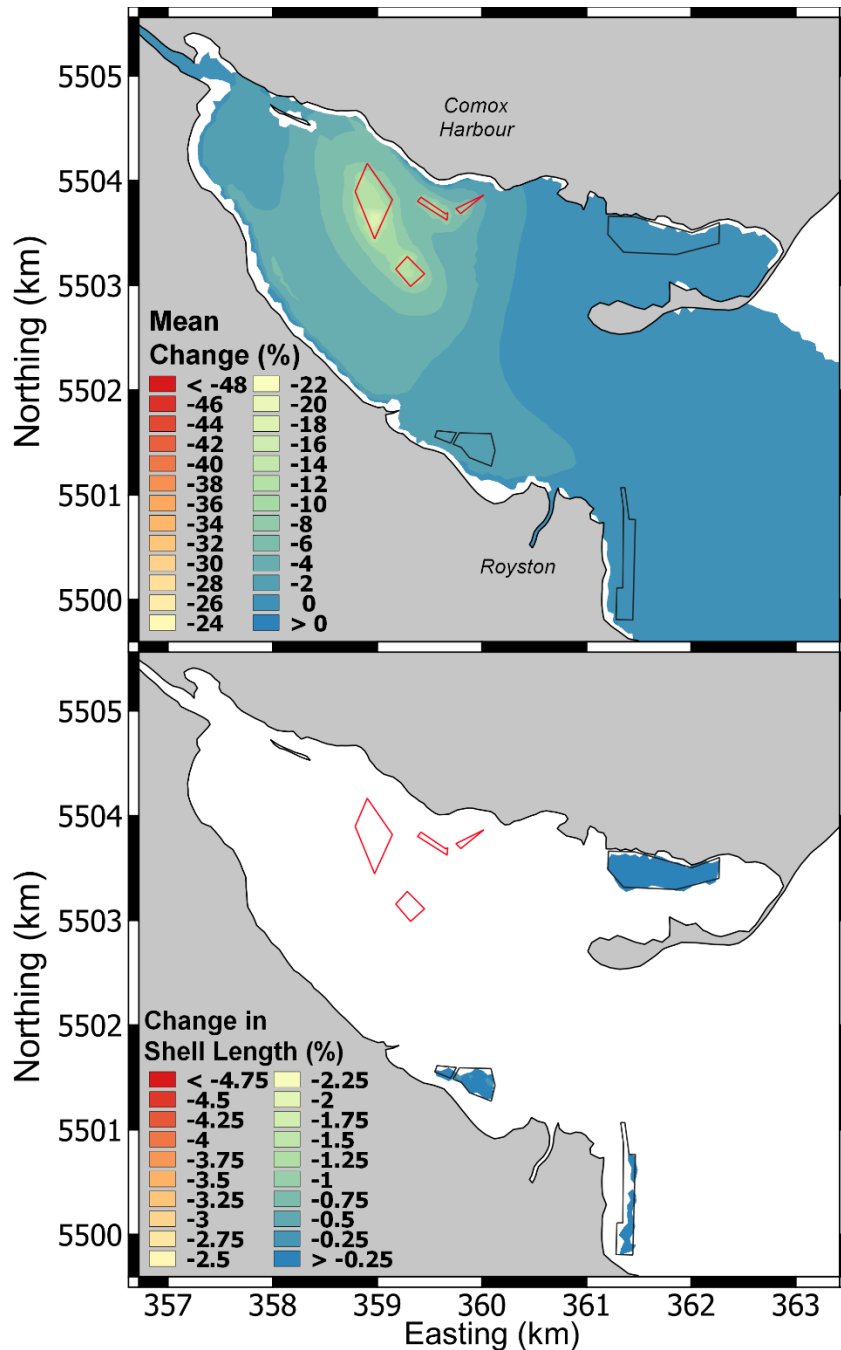 5505
Comox
Harbour
5504
5503
Mean
Change (%)
< -48 -22
-46 -20
-44 -18
-42 -16
-40 -14
-38 -12
-36 -10
-34 -8
-32 -6
-30 -4
-28 -2
-26 0
-24 > 0
5502
5501
5500
Royston
Northing (km)
5505
5504
5503
5502
5501
5500
Northing (km)
Change in
Shell Length (%)
< -4.75 -2.25
-4.5 -2
-4.25 -1.75
-4 -1.5
-3.75 -1.25
-3.5 -1
-3.25 -0.75
-3 -0.5
-2.75 -0.25
-2.5 > -0.25
357 358 359 360 361 362 363
Easting (km)